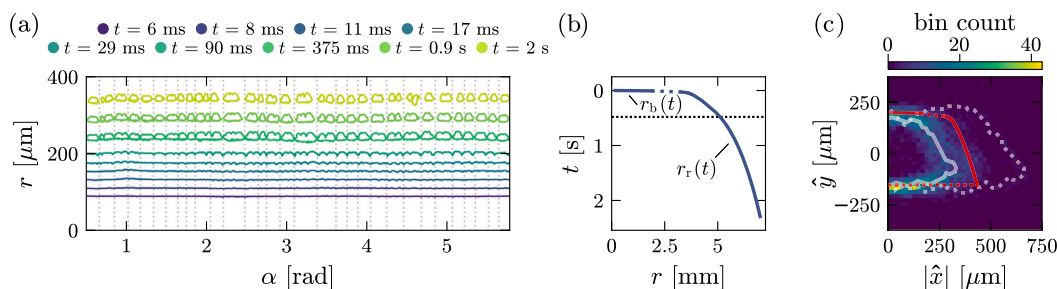 (a)
t = 6 ms t = 8 ms t = 11 ms t = 17 ms
t = 29 ms t = 90 ms t = 375 ms t = 0.9 s t = 2 s
400
200
0
r [μm]
1 2 3 4 5
α [rad]
(b)
0
1
2
t [s]
r_b(t)
r_r(t)
0 2.5 5
r [mm]
(c)
bin count
0 20 40
250
0
−250
ŷ [μm]
0 250 500 750
|x̂| [μm]